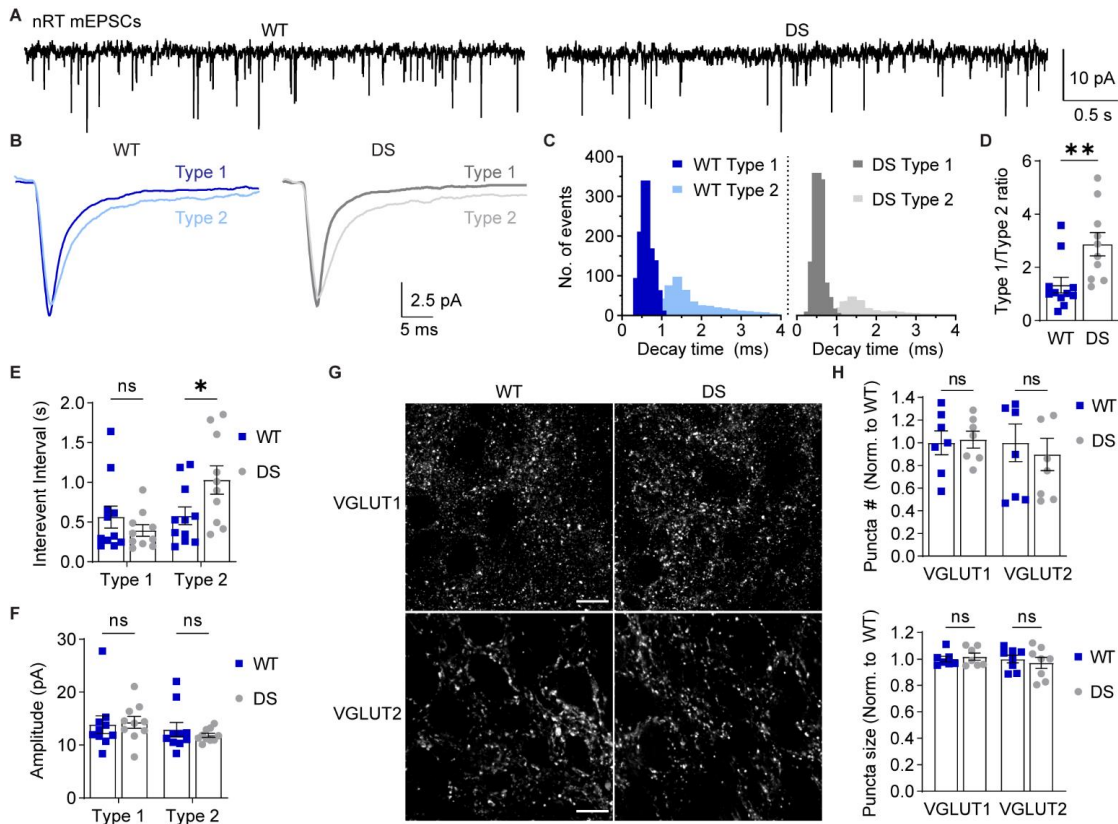 A
nRT mEPSCs
WT
DS
10 pA
0.5 s
B
WT
DS
Type 1
Type 2
Type 1
Type 2
2.5 pA
5 ms
C
400
300
200
100
0
No. of events
WT Type 1
WT Type 2
DS Type 1
DS Type 2
0 1 2 3 4
Decay time (ms)
0 1 2 3 4
Decay time (ms)
D
**
6
4
2
0
Type 1/Type 2 ratio
WT DS
E
ns
*
2.0
1.5
1.0
0.5
0.0
Interevent Interval (s)
WT
DS
Type 1 Type 2
F
ns
ns
30
20
10
0
Amplitude (pA)
WT
DS
Type 1 Type 2
G
WT
DS
VGLUT1
VGLUT2
H
ns
ns
1.4
1.2
1.0
0.8
0.6
0.4
0.2
0.0
Puncta # (Norm. to WT)
WT
DS
VGLUT1 VGLUT2
ns
ns
1.2
1.0
0.8
0.6
0.4
0.2
0.0
Puncta size (Norm. to WT)
WT
DS
VGLUT1 VGLUT2